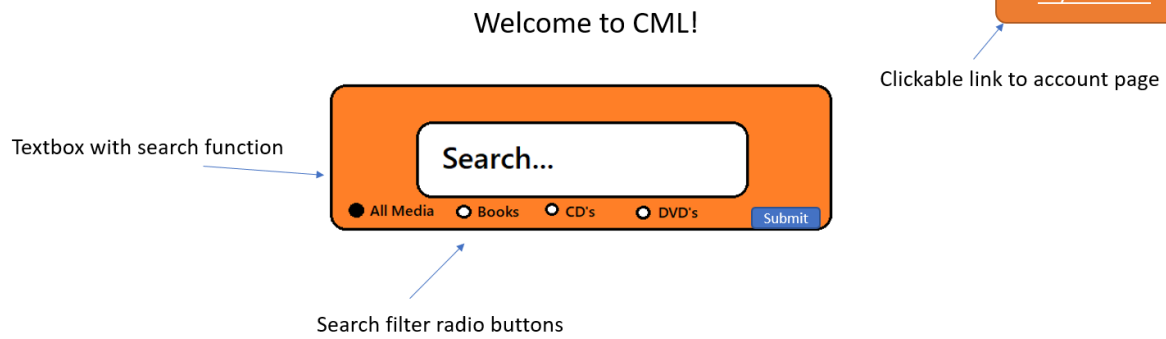 Welcome to CML!
Clickable link to account page
Textbox with search function
Search...
All Media Books CD's DVD's
Submit
Search filter radio buttons